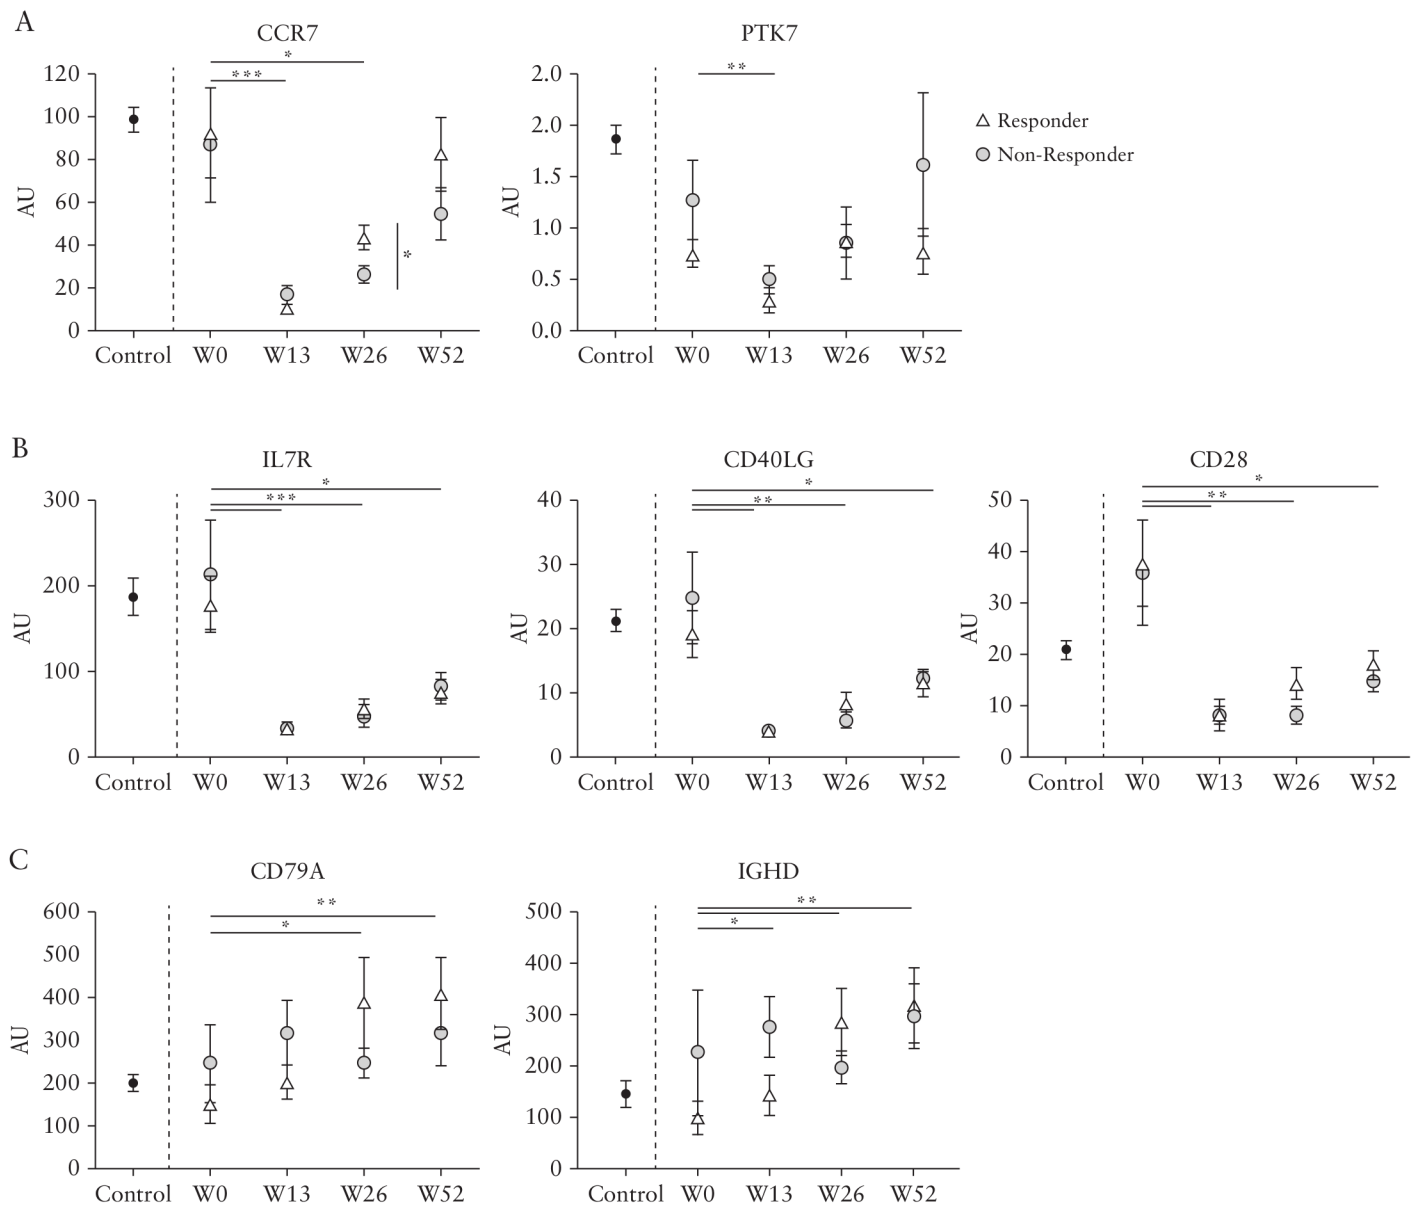 A
CCR7
PTK7
*
***
**
120
100
80
60
40
20
0
AU
*
Control W0 W13 W26 W52
2.0
2.0
1.5
1.0
0.5
0.0
AU
Control W0 W13 W26 W52
Responder
Non-Responder
B
IL7R
CD40LG
CD28
*
***
300
200
100
0
AU
Control W0 W13 W26 W52
*
**
40
30
20
10
0
AU
Control W0 W13 W26 W52
*
**
50
40
30
20
10
0
AU
Control W0 W13 W26 W52
C
CD79A
IGHD
**
*
600
500
400
300
200
100
0
AU
Control W0 W13 W26 W52
**
*
500
400
300
200
100
0
AU
Control W0 W13 W26 W52